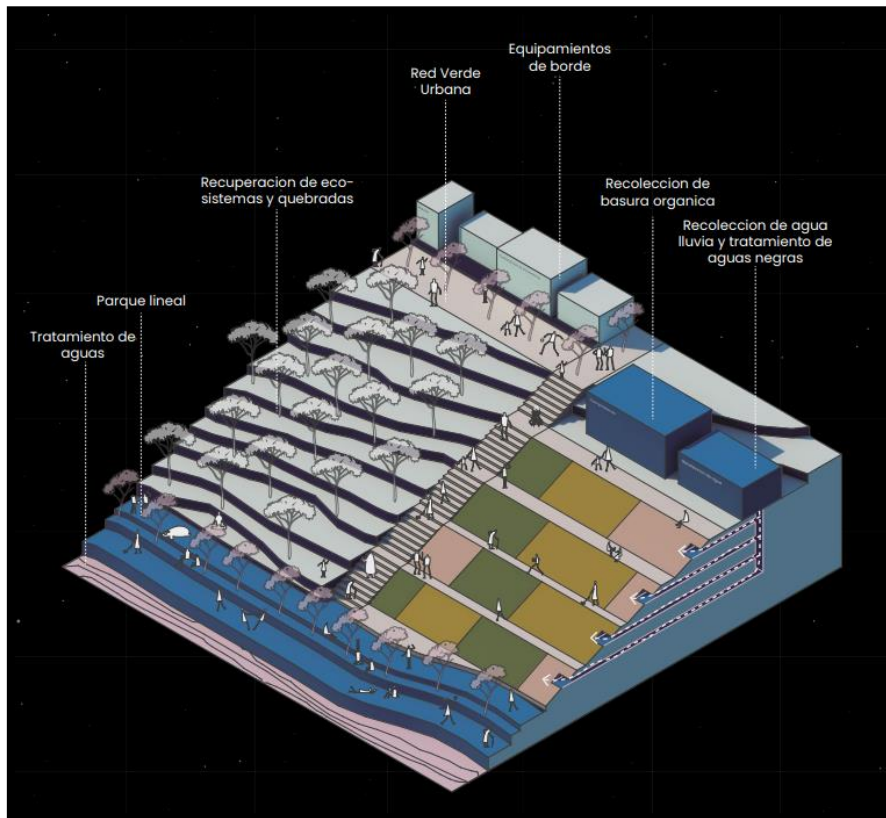 Equipamientos
de borde
Red Verde
Urbana
Recuperacion de eco-
sistemas y quebradas
Recoleccion de
basura organica
Recoleccion de agua
lluvia y tratamiento de
aguas negras
Parque lineal
Tratamiento de
aguas